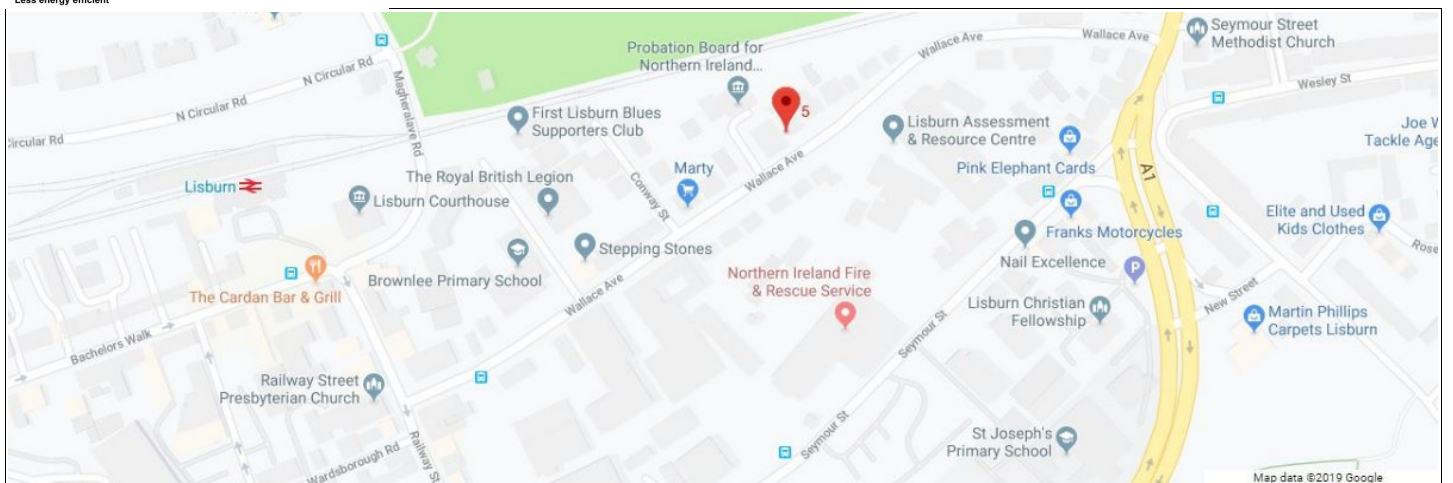 Less energy efficient
N Circular Rd
N Circular Rd
Circular Rd
Magheralave Rd
Probation Board for
Northern Ireland...
5
Wallace Ave
Wallace Ave
Seymour Street
Methodist Church
Wesley St
First Lisburn Blues
Supporters Club
Lisburn Assessment
& Resource Centre
Joe W
Tackle Age
Pink Elephant Cards
A1
Lisburn
The Royal British Legion
Lisburn Courthouse
Marty
Conway St
Wallace Ave
Elite and Used
Kids Clothes
Franks Motorcycles
Rose
Stepping Stones
Brownlee Primary School
Nail Excellence
P
Northern Ireland Fire
& Rescue Service
The Cardan Bar & Grill
Wallace Ave
Lisburn Christian
Fellowship
New Street
Martin Phillips
Carpets Lisburn
Bachelors Walk
Seymour St
Railway Street
Presbyterian Church
Seymour St
St Joseph's
Primary School
Wardsborough Rd
Railway St
Map data ©2019 Google